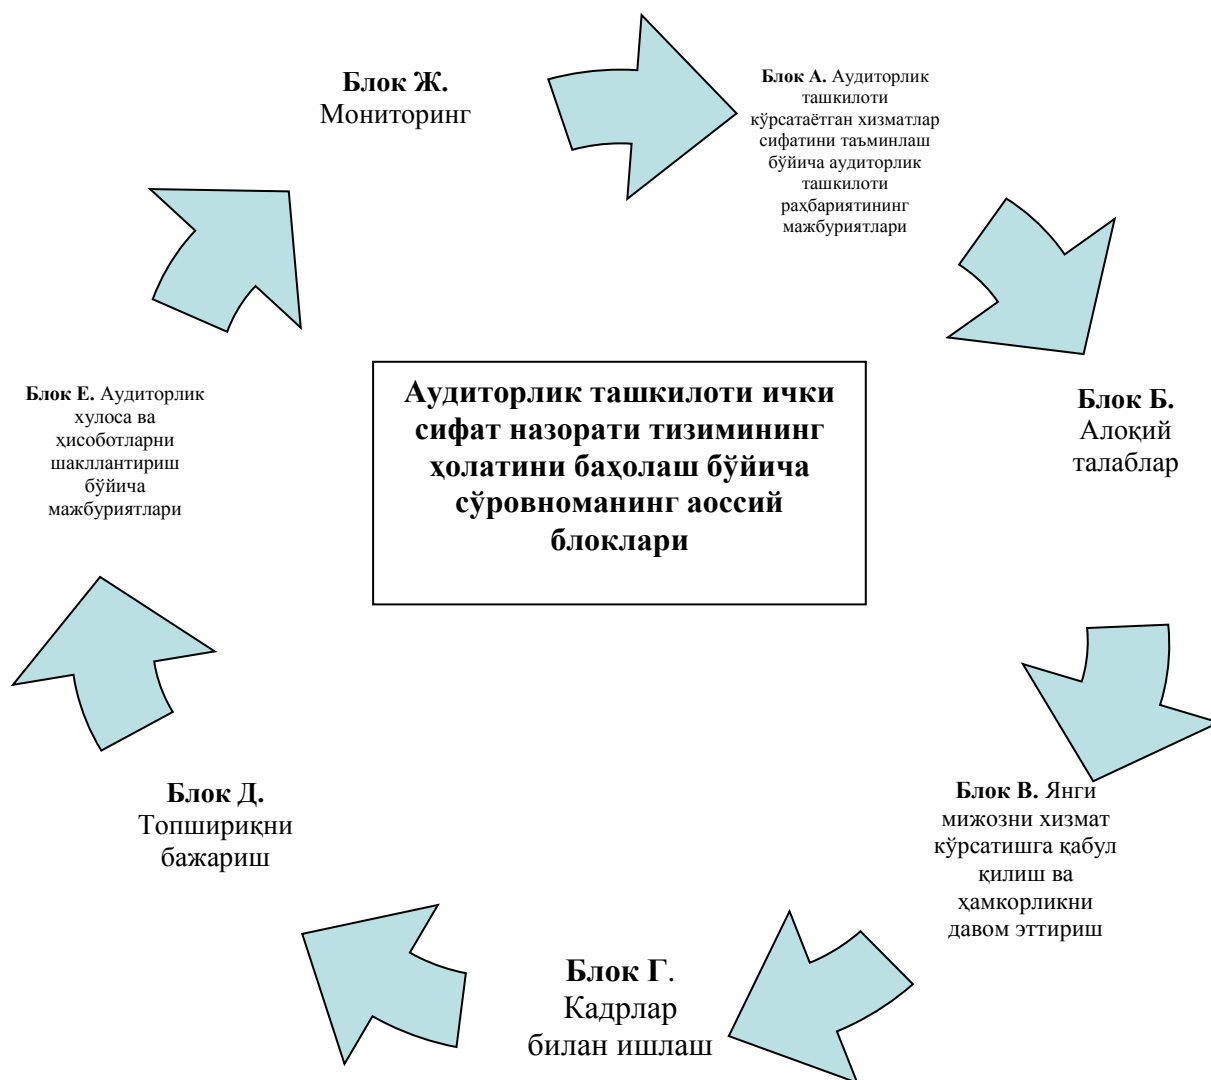 Блок Ж.
Мониторинг
Блок А. Аудиторлик
ташкилоти
кўрсатаётган хизматлар
сифатини таъминлаш
бўйича аудиторлик
ташкилоти
раҳбариятининг
мажбуриятлари
Блок Б.
Алоқий
талаблар
Блок В. Янги
мижозни хизмат
кўрсатишга қабул
қилиш ва
ҳамкорликни
давом эттириш
Блок Г.
Кадрлар
билан ишлаш
Блок Д.
Топшириқни
бажариш
Блок Е. Аудиторлик
хулоса ва
ҳисоботларни
шакллантириш
бўйича
мажбуриятлари
Аудиторлик ташкилоти ички
сифат назорати тизимининг
ҳолатини баҳолаш бўйича
сўровноманинг аоссий
блоклари